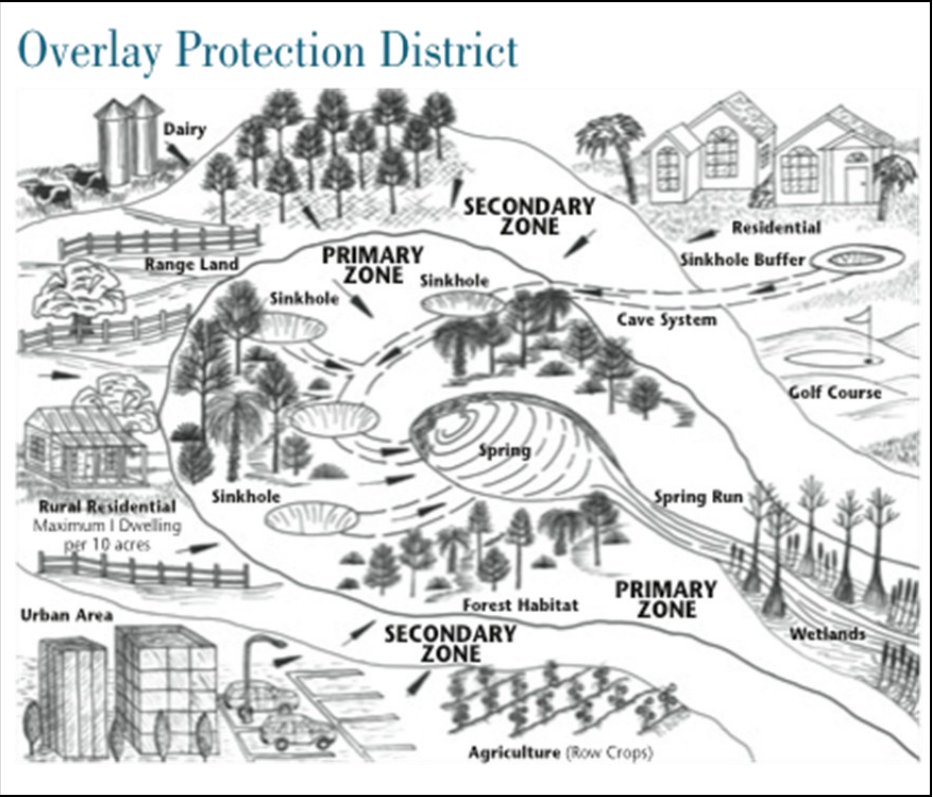 Overlay Protection District
Dairy
SECONDARY
ZONE
Residential
PRIMARY
ZONE
Range Land
Sinkhole
Sinkhole
Sinkhole Buffer
Cave System
Golf Course
Spring
Sinkhole
Spring Run
Rural Residential
Maximum 1 Dwelling
per 10 acres
Forest Habitat
PRIMARY
ZONE
Urban Area
SECONDARY
ZONE
Wetlands
Agriculture (Row Crops)